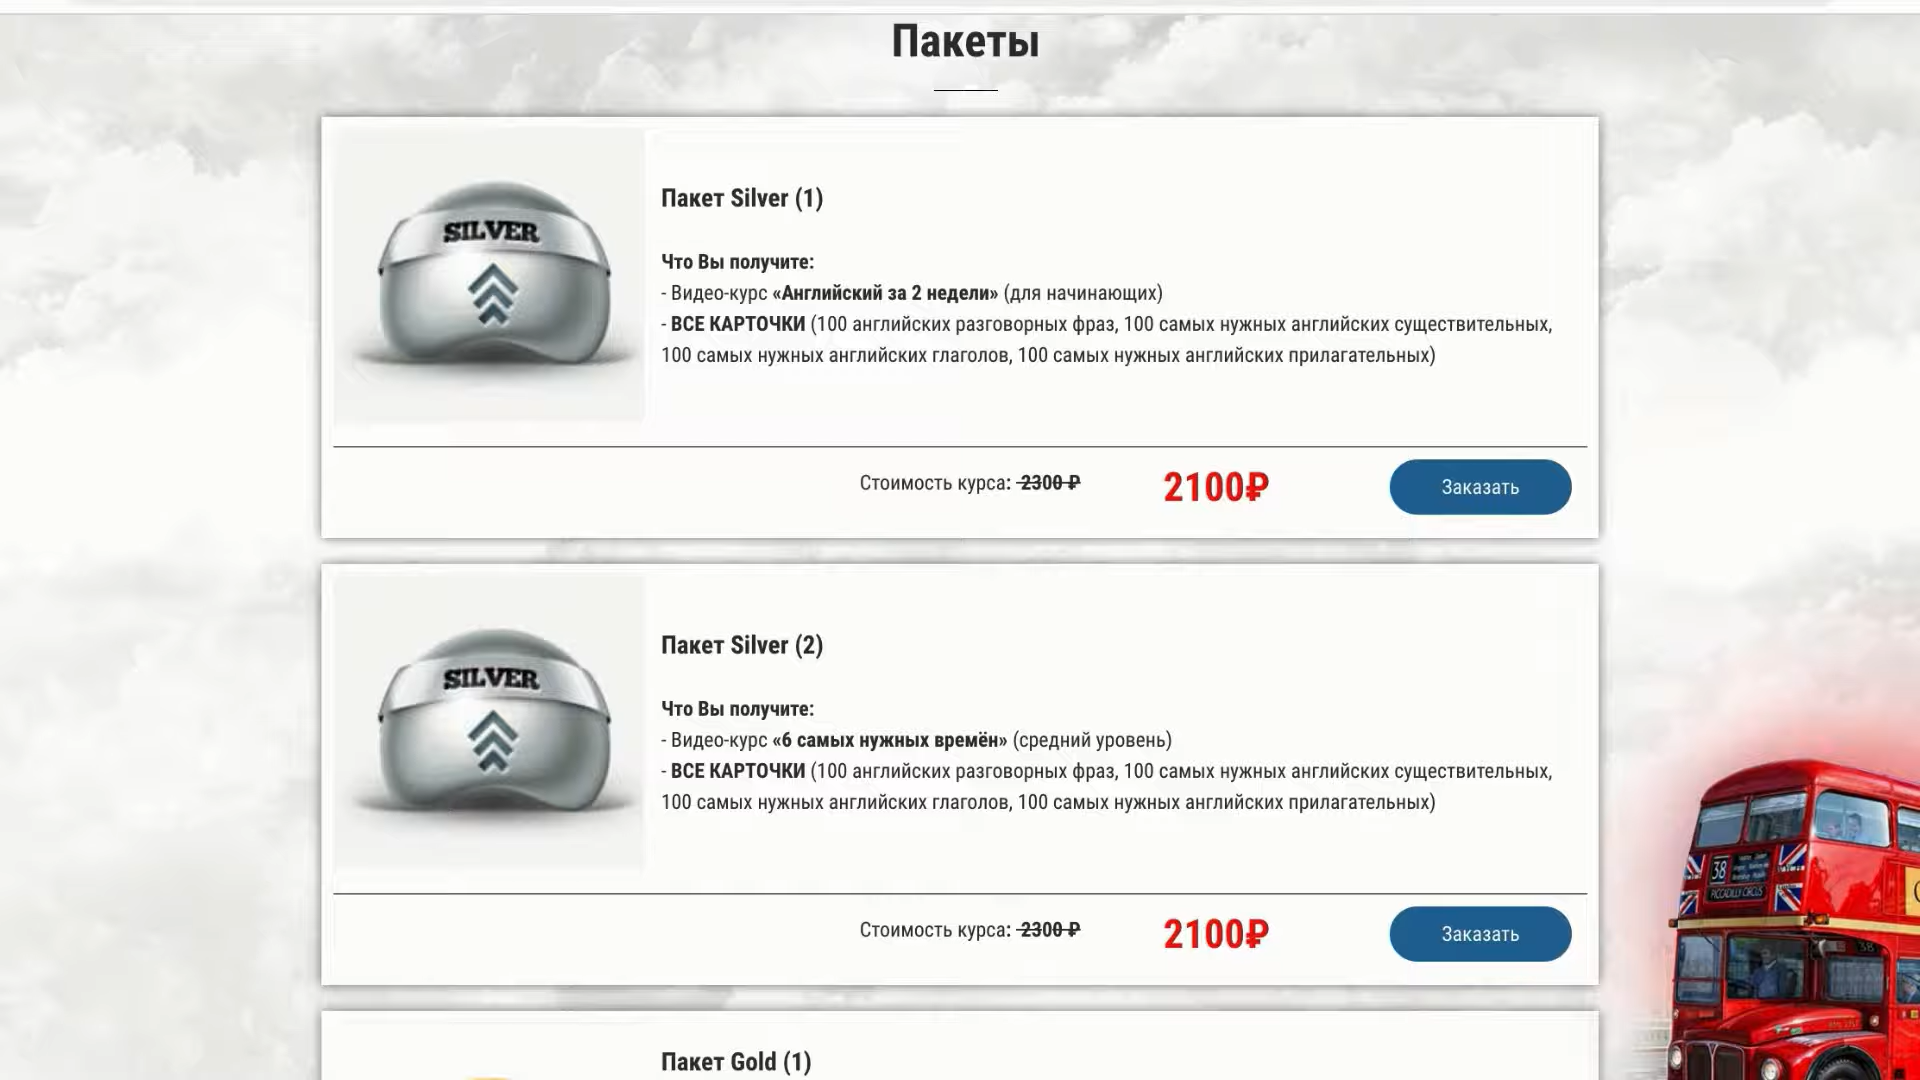 Пакеты
SILVER
Пакет Silver (1)
Что Вы получите:
- Видео-курс «Английский за 2 недели» (для начинающих)
- ВСЕ КАРТОЧКИ (100 английских разговорных фраз, 100 самых нужных английских существительных,
100 самых нужных английских глаголов, 100 самых нужных английских прилагательных)
Стоимость курса: 2300 ₽
2100₽
Заказать
SILVER
Пакет Silver (2)
Что Вы получите:
- Видео-курс «6 самых нужных времён» (средний уровень)
- ВСЕ КАРТОЧКИ (100 английских разговорных фраз, 100 самых нужных английских существительных,
100 самых нужных английских глаголов, 100 самых нужных английских прилагательных)
Стоимость курса: 2300 ₽
2100₽
Заказать
38
PICCADILLY CIRCUS
38
Пакет Gold (1)